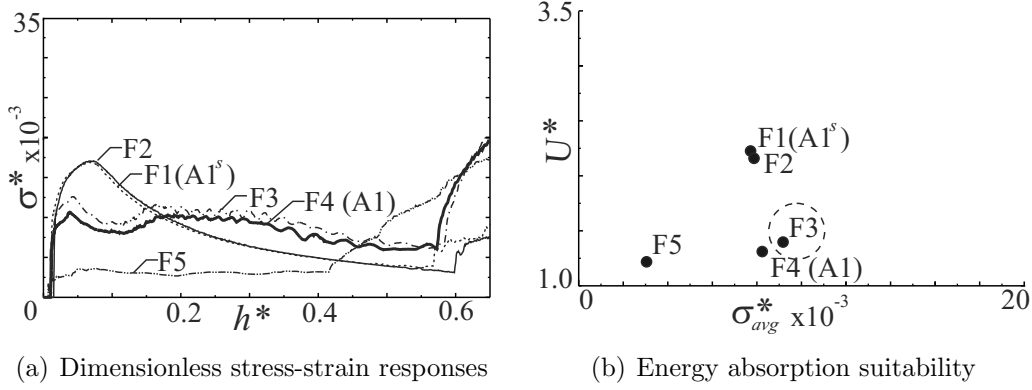 35
σ* x10⁻³
F2
F1(A1ˢ)
F3
F4 (A1)
F5
0
0.2
0.4
0.6
h*
(a) Dimensionless stress-strain responses
3.5
U*
F1(A1ˢ)
F2
F3
F5
F4 (A1)
1.0
0
20
σ*avg x10⁻³
(b) Energy absorption suitability